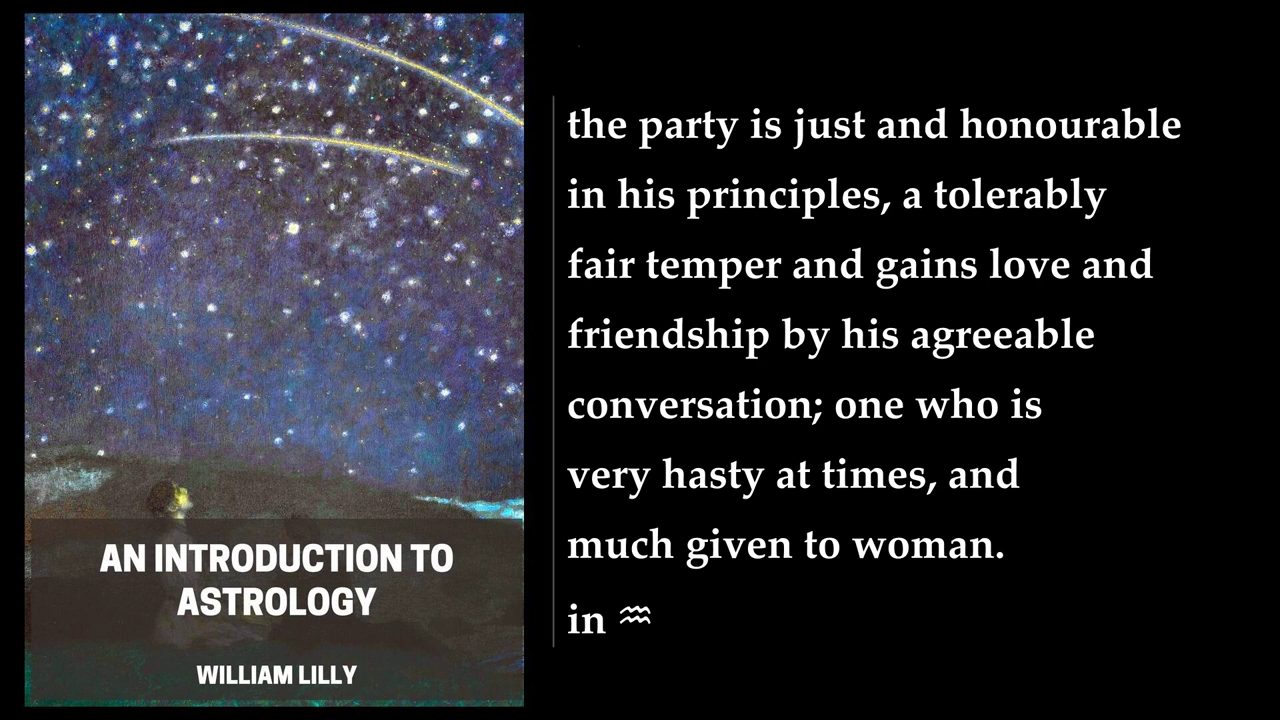 AN INTRODUCTION TO
ASTROLOGY
WILLIAM LILLY
the party is just and honourable
in his principles, a tolerably
fair temper and gains love and
friendship by his agreeable
conversation; one who is
very hasty at times, and
much given to woman.
in ♒